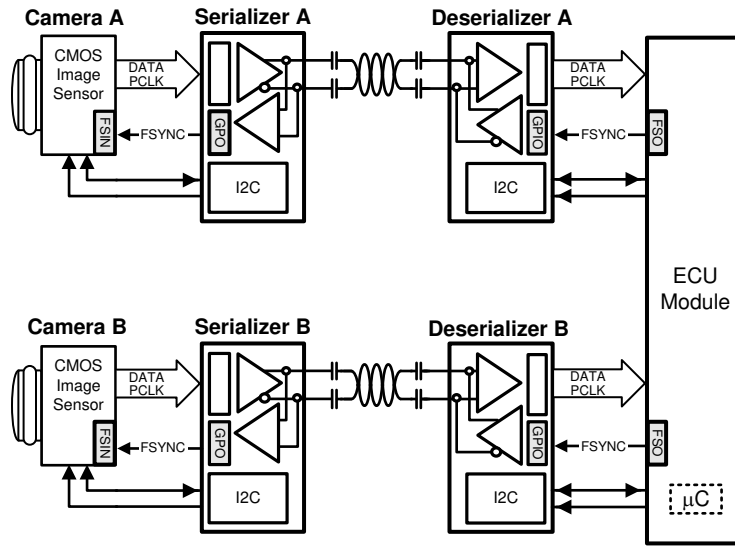 Camera A
Serializer A
Deserializer A
CMOS
Image
Sensor
DATA
PCLK
DATA
PCLK
FSIN
FSYNC
GPO
GPIO
FSYNC
FSO
I2C
I2C
ECU
Module
Camera B
Serializer B
Deserializer B
CMOS
Image
Sensor
DATA
PCLK
DATA
PCLK
FSIN
FSYNC
GPO
GPIO
FSYNC
FSO
I2C
I2C
μC